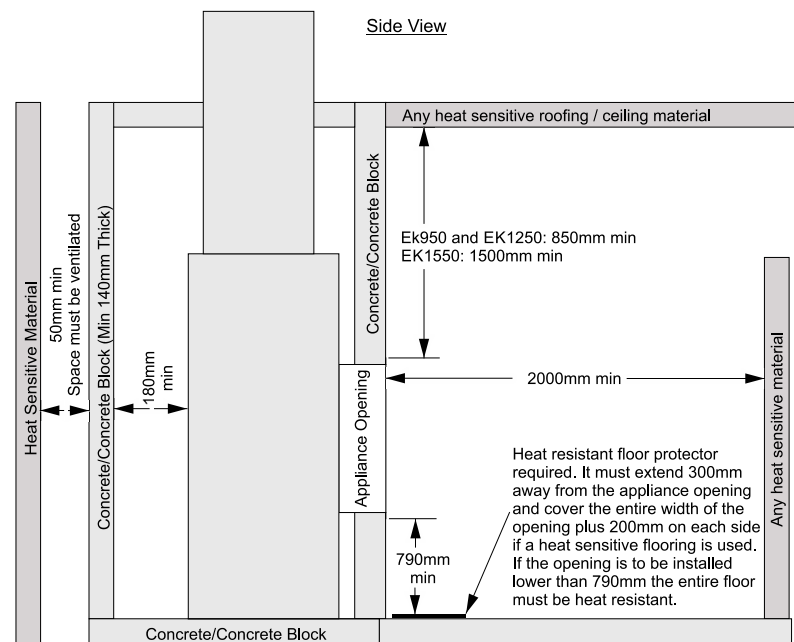 Side View
Any heat sensitive roofing / ceiling material
Heat Sensitive Material
50mm min
Space must be ventilated
Concrete/Concrete Block (Min 140mm Thick)
180mm
min
Concrete/Concrete Block
Ek950 and EK1250: 850mm min
EK1550: 1500mm min
Appliance Opening
2000mm min
Any heat sensitive material
790mm
min
Heat resistant floor protector
required. It must extend 300mm
away from the appliance opening
and cover the entire width of the
opening plus 200mm on each side
if a heat sensitive flooring is used.
If the opening is to be installed
lower than 790mm the entire floor
must be heat resistant.
Concrete/Concrete Block